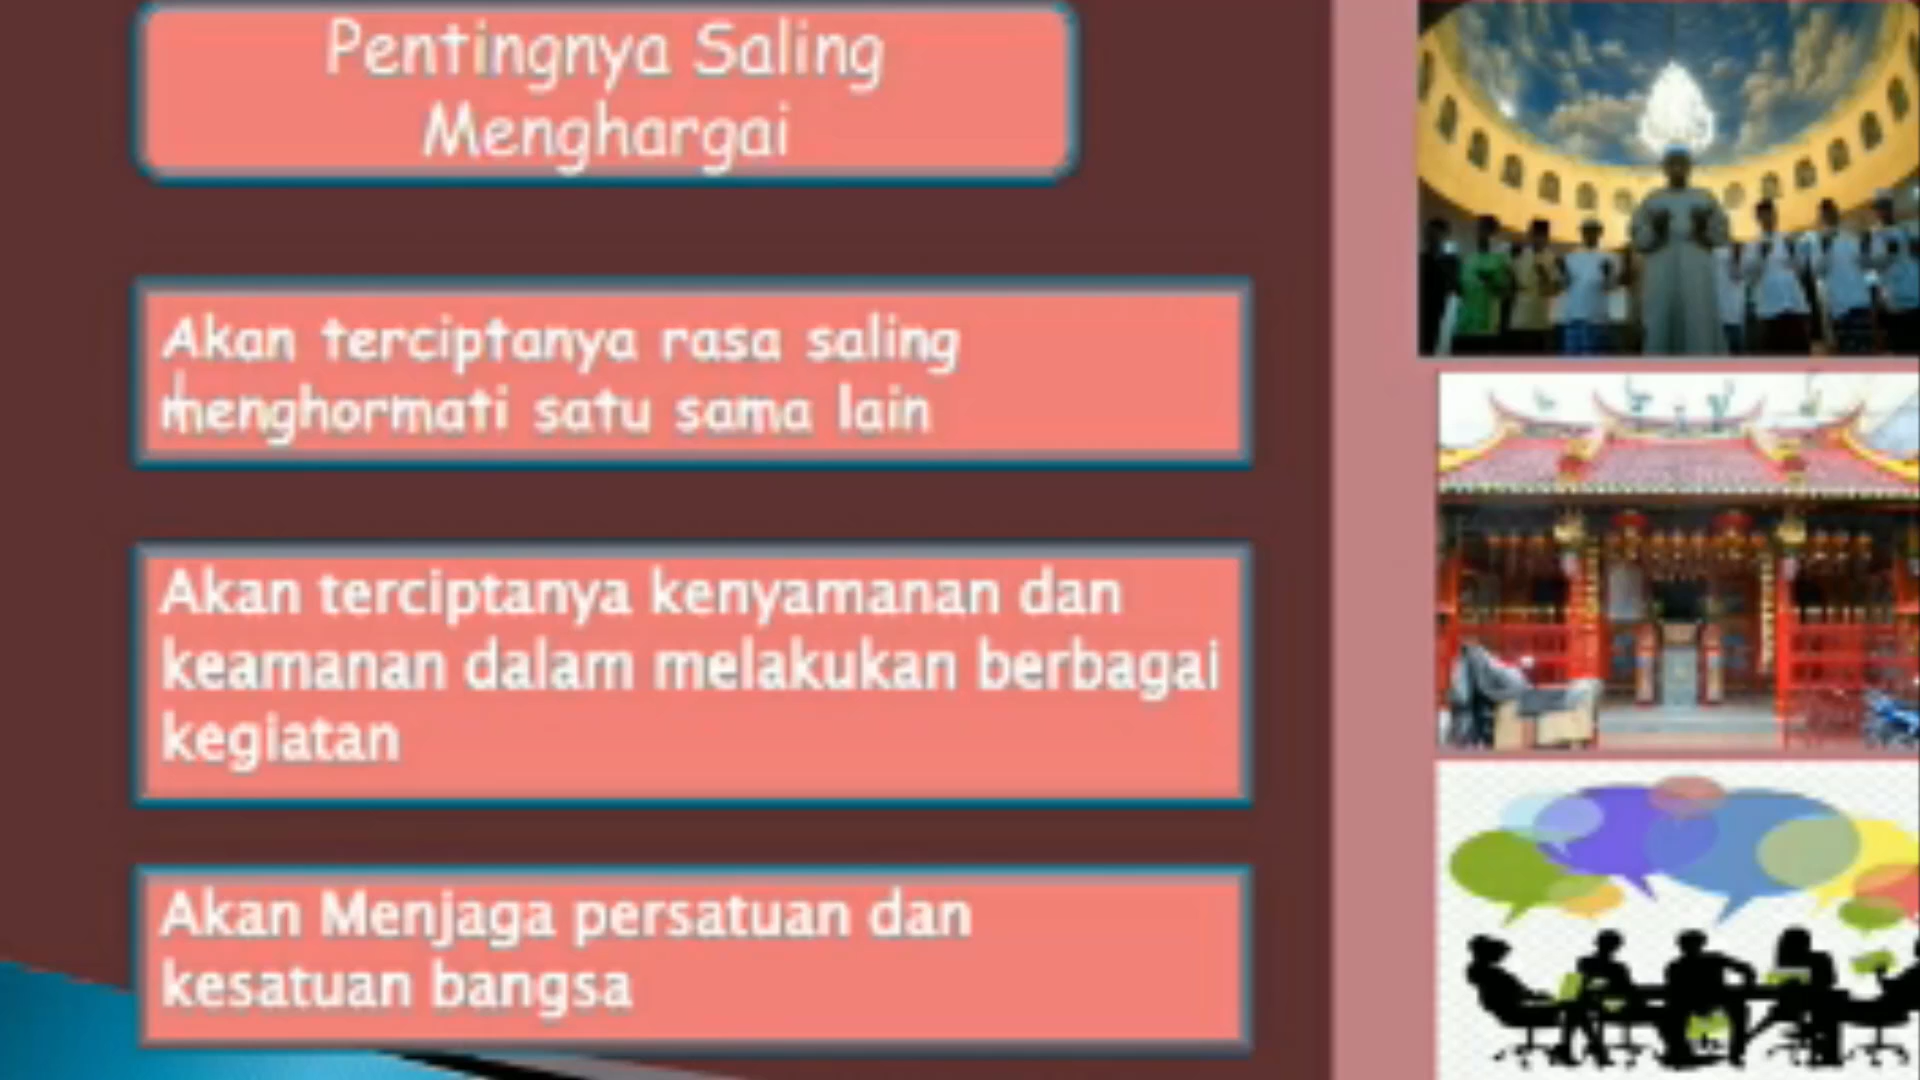 Pentingnya Saling
Menghargai
Akan terciptanya rasa saling
menghormati satu sama lain
Akan terciptanya kenyamanan dan
keamanan dalam melakukan berbagai
kegiatan
Akan Menjaga persatuan dan
kesatuan bangsa